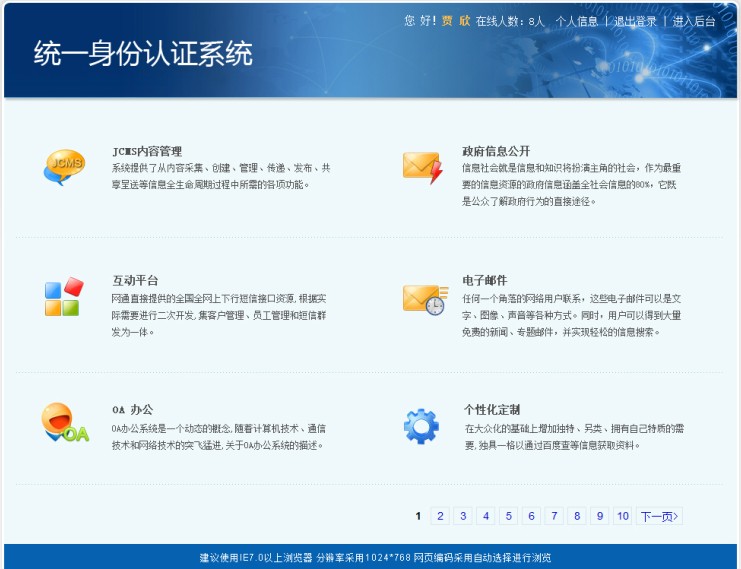 您 好! 贾 欣 在线人数: 8人 个人信息 | 退出登录 | 进入后台
统一身份认证系统
JCMS内容管理
系统提供了从内容采集、创建、管理、传递、发布、共
享呈送等信息全生命周期过程中所需的各项功能。
JCMS
政府信息公开
信息社会就是信息和知识将扮演主角的社会，作为最重
要的信息资源的政府信息涵盖全社会信息的80%，它既
是公众了解政府行为的直接途径。
互动平台
网通直接提供的全国全网上下行短信接口资源,根据实
际需要进行二次开发,集客户管理、员工管理和短信群
发为一体。
电子邮件
任何一个角落的网络用户联系，这些电子邮件可以是文
字、图像、声音等各种方式。同时，用户可以得到大量
免费的新闻、专题邮件，并实现轻松的信息搜索。
OA 办公
OA办公系统是一个动态的概念,随着计算机技术、通信
技术和网络技术的突飞猛进,关于OA办公系统的描述。
OA
个性化定制
在大众化的基础上增加独特、另类、拥有自己特质的需
要,独具一格以通过百度查等信息获取资料。
1 2 3 4 5 6 7 8 9 10 下一页>
建议使用IE7.0以上浏览器 分辨率采用1024*768 网页编码采用自动选择进行浏览